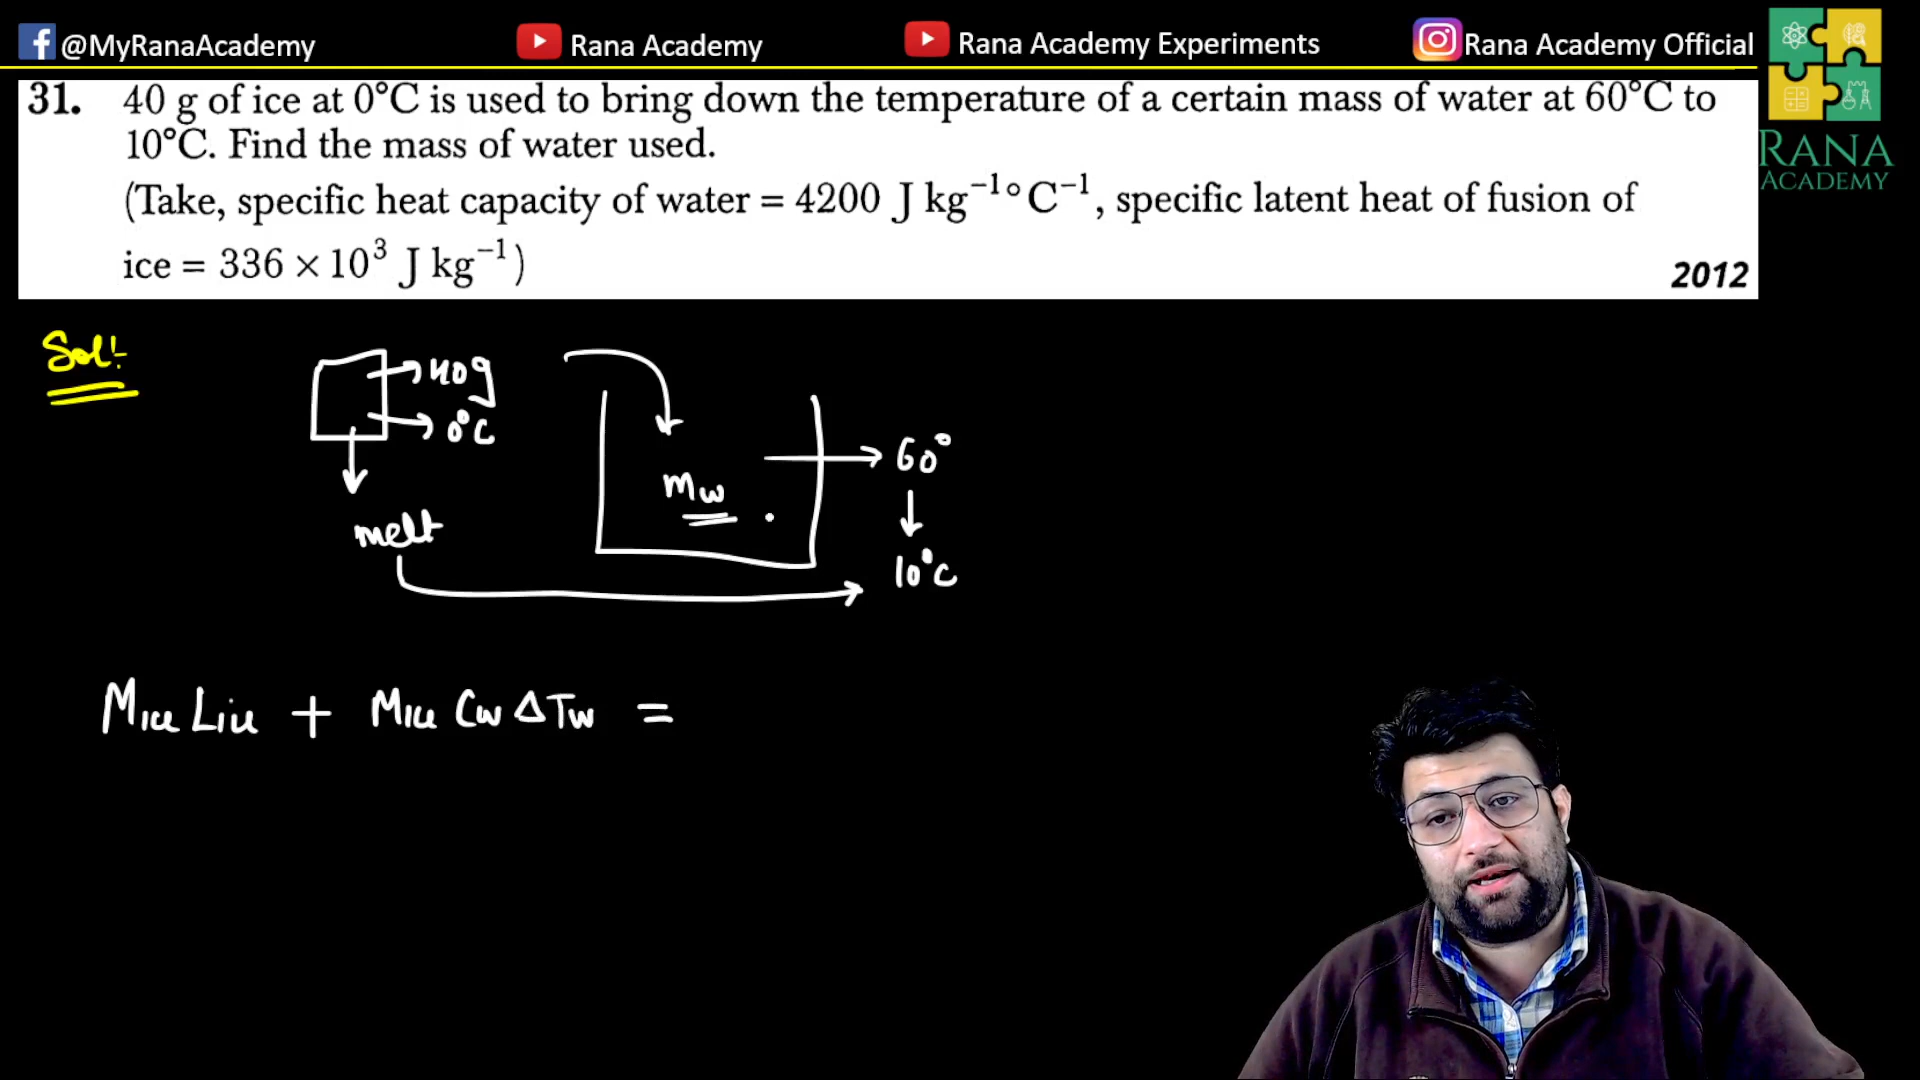 @MyRanaAcademy Rana Academy Rana Academy Experiments Rana Academy Official
RANA
ACADEMY
31. 40 g of ice at 0°C is used to bring down the temperature of a certain mass of water at 60°C to
10°C. Find the mass of water used.
(Take, specific heat capacity of water = 4200 J kg⁻¹°C⁻¹, specific latent heat of fusion of
ice = 336 × 10³ J kg⁻¹)
2012
Sol:-
40g
0°C
melt
mw
60°
10°C
Mice Lice + Mice Cw ΔTw =